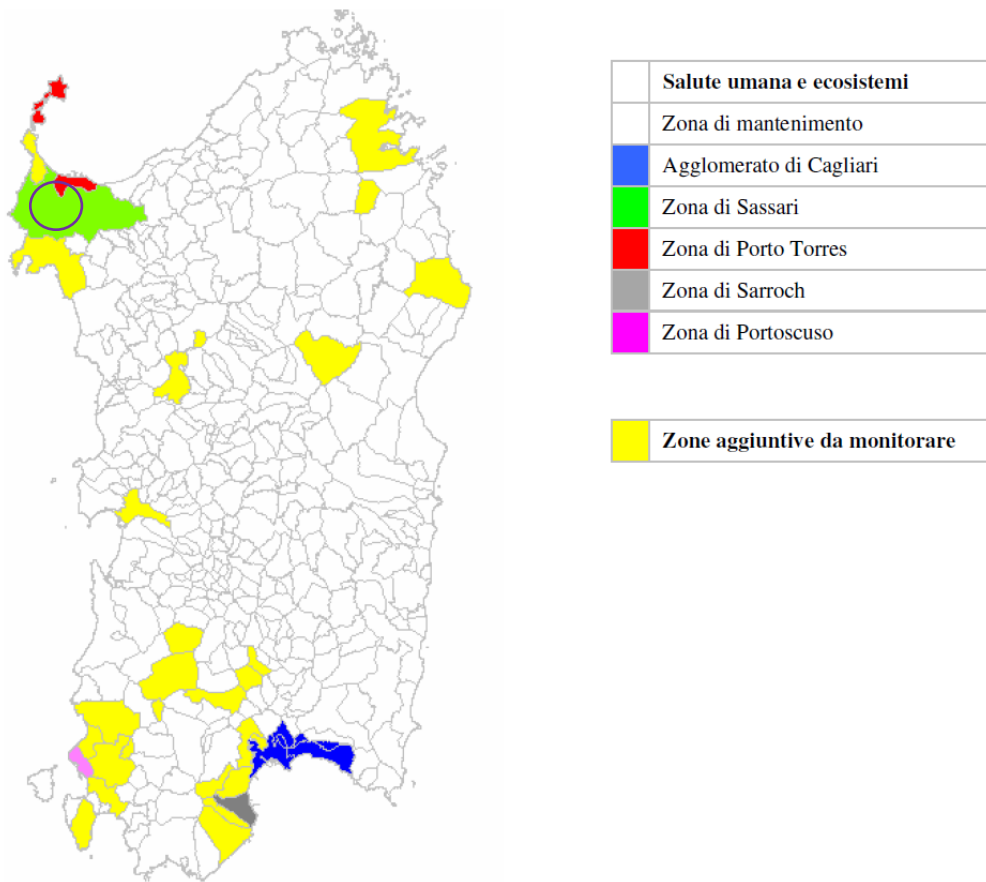 Salute umana e ecosistemi
Zona di mantenimento
Agglomerato di Cagliari
Zona di Sassari
Zona di Porto Torres
Zona di Sarroch
Zona di Portoscuso
Zone aggiuntive da monitorare